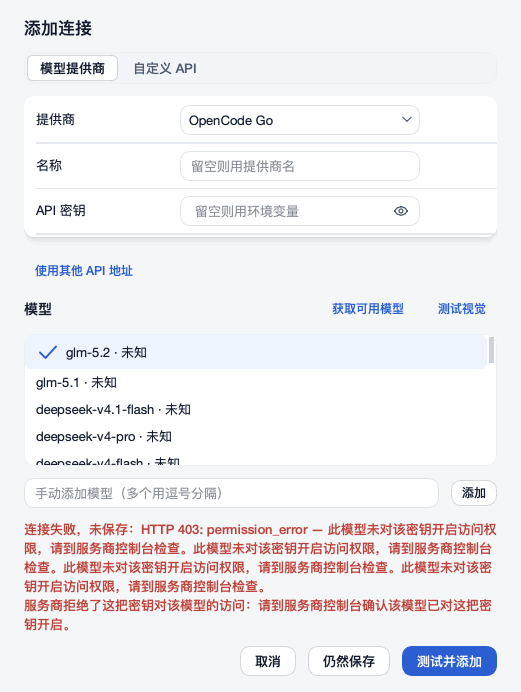 添加连接
模型提供商 自定义 API
提供商 OpenCode Go
名称 留空则用提供商名
API 密钥 留空则用环境变量
使用其他 API 地址
模型 获取可用模型 测试视觉
glm-5.2 · 未知
glm-5.1 · 未知
deepseek-v4.1-flash · 未知
deepseek-v4-pro · 未知
deepseek-v4-flash · 未知
手动添加模型（多个用逗号分隔） 添加
连接失败，未保存：HTTP 403: permission_error — 此模型未对该密钥开启访问权
限，请到服务商控制台检查。此模型未对该密钥开启访问权限，请到服务商控制台
检查。此模型未对该密钥开启访问权限，请到服务商控制台检查。此模型未对该密
钥开启访问权限，请到服务商控制台检查。
服务商拒绝了这把密钥对该模型的访问：请到服务商控制台确认该模型已对这把密
钥开启。
取消 仍然保存 测试并添加